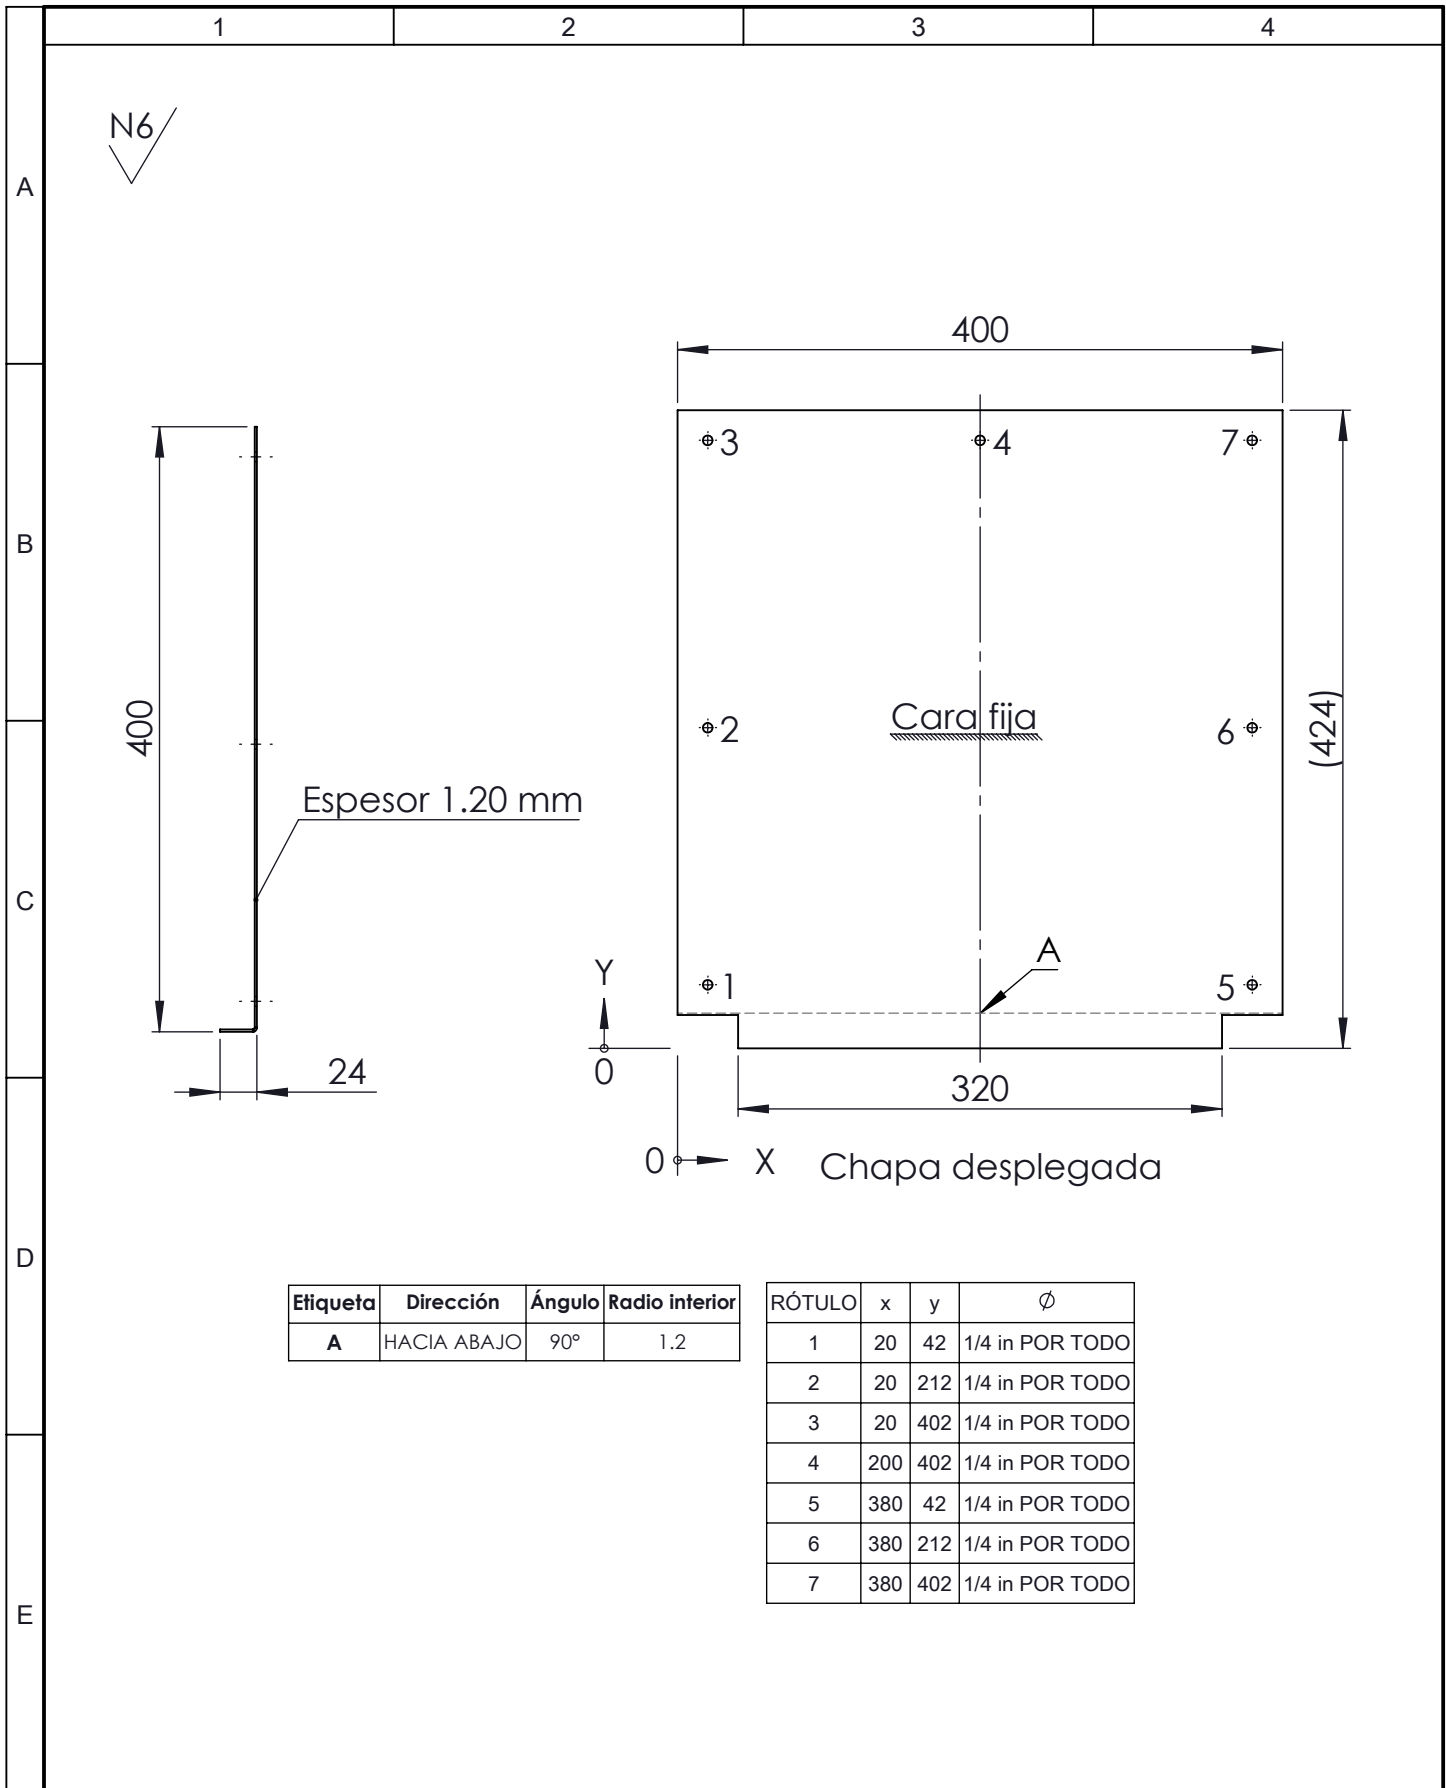 1 2 3 4
N6
A
400
3 4 7
B
Cara fija
2 6
400
(424)
Espesor 1.20 mm
C
A
Y
1 5
0
24
320
0 X Chapa desplegada
D
Etiqueta Dirección Ángulo Radio interior
A HACIA ABAJO 90° 1.2
RÓTULO x y Ø
1 20 42 1/4 in POR TODO
2 20 212 1/4 in POR TODO
3 20 402 1/4 in POR TODO
4 200 402 1/4 in POR TODO
5 380 42 1/4 in POR TODO
6 380 212 1/4 in POR TODO
7 380 402 1/4 in POR TODO
E